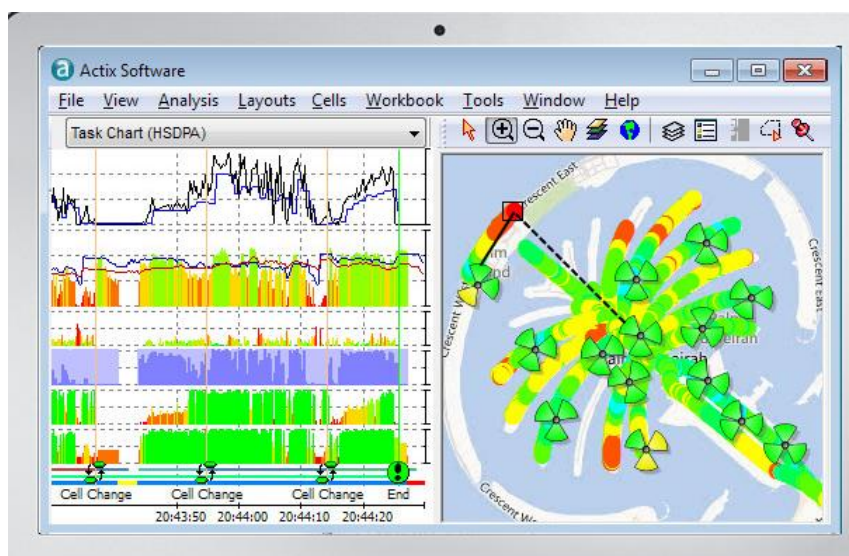 a Actix Software
File View Analysis Layouts Cells Workbook Tools Window Help
Task Chart (HSDPA)
Cell Change Cell Change Cell Change End
20:43:50 20:44:00 20:44:10 20:44:20
Crescent East
Crescent East
Crescent
Crescent